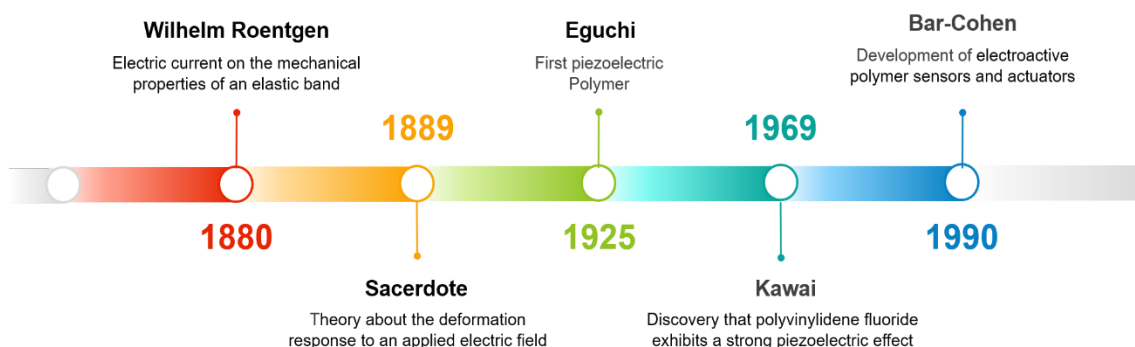 Wilhelm Roentgen
Electric current on the mechanical
properties of an elastic band
1880
1889
Sacerdote
Theory about the deformation
response to an applied electric field
Eguchi
First piezoelectric
Polymer
1925
1969
Kawai
Discovery that polyvinylidene fluoride
exhibits a strong piezoelectric effect
Bar-Cohen
Development of electroactive
polymer sensors and actuators
1990